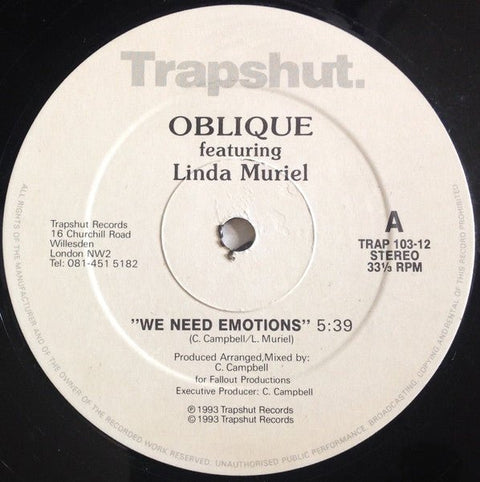 Trapshut.
OBLIQUE
featuring
Linda Muriel
Trapshut Records
16 Churchill Road
Willesden
London NW2
Tel: 081-451 5182
A
TRAP 103-12
STEREO
33⅓ RPM
"WE NEED EMOTIONS" 5:39
(C. Campbell/L. Muriel)
Produced Arranged,Mixed by:
C. Campbell
for Fallout Productions
Executive Producer: C. Campbell
℗ 1993 Trapshut Records
© 1993 Trapshut Records
ALL RIGHTS OF THE MANUFACTURER AND OF THE OWNER OF THE RECORDED WORK RESERVED. UNAUTHORISED PUBLIC PERFORMANCE, BROADCASTING, COPYING AND RENTAL OF THIS RECORD PROHIBITED